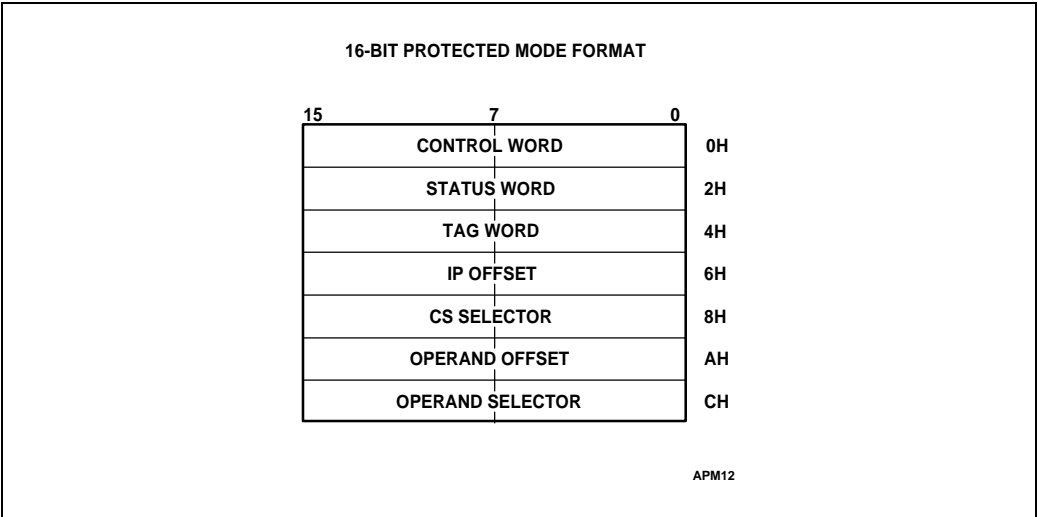 16-BIT PROTECTED MODE FORMAT
15 7 0
CONTROL WORD 0H
STATUS WORD 2H
TAG WORD 4H
IP OFFSET 6H
CS SELECTOR 8H
OPERAND OFFSET AH
OPERAND SELECTOR CH
APM12